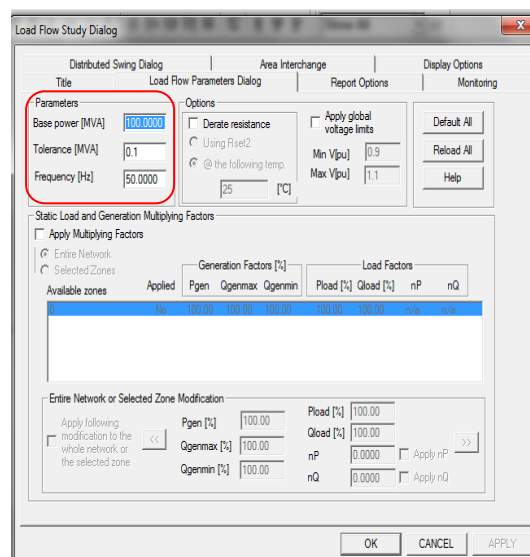 Load Flow Study Dialog
Distributed Swing Dialog
Area Interchange
Display Options
Title
Load Flow Parameters Dialog
Report Options
Monitoring
Parameters
Base power [MVA] 100.0000
Tolerance [MVA] 0.1
Frequency [Hz] 50.0000
Options
Derate resistance
Using Rset2
@ the following temp.
25 [°C]
Apply global
voltage limits
Min V[pu] 0.9
Max V[pu] 1.1
Default All
Reload All
Help
Static Load and Generation Multiplying Factors
Apply Multiplying Factors
Entire Network
Selected Zones
Generation Factors [%] Load Factors
Available zones Applied Pgen Qgenmax Qgenmin Pload [%] Qload [%] nP nQ
0 No 100.00 100.00 100.00 100.00 100.00 n/a n/a
Entire Network or Selected Zone Modification
Apply following
modification to the
whole network or
the selected zone
<<
Pgen [%] 100.00
Qgenmax [%] 100.00
Qgenmin [%] 100.00
Pload [%] 100.00
Qload [%] 100.00
nP 0.0000 Apply nP
nQ 0.0000 Apply nQ
>>
OK CANCEL APPLY